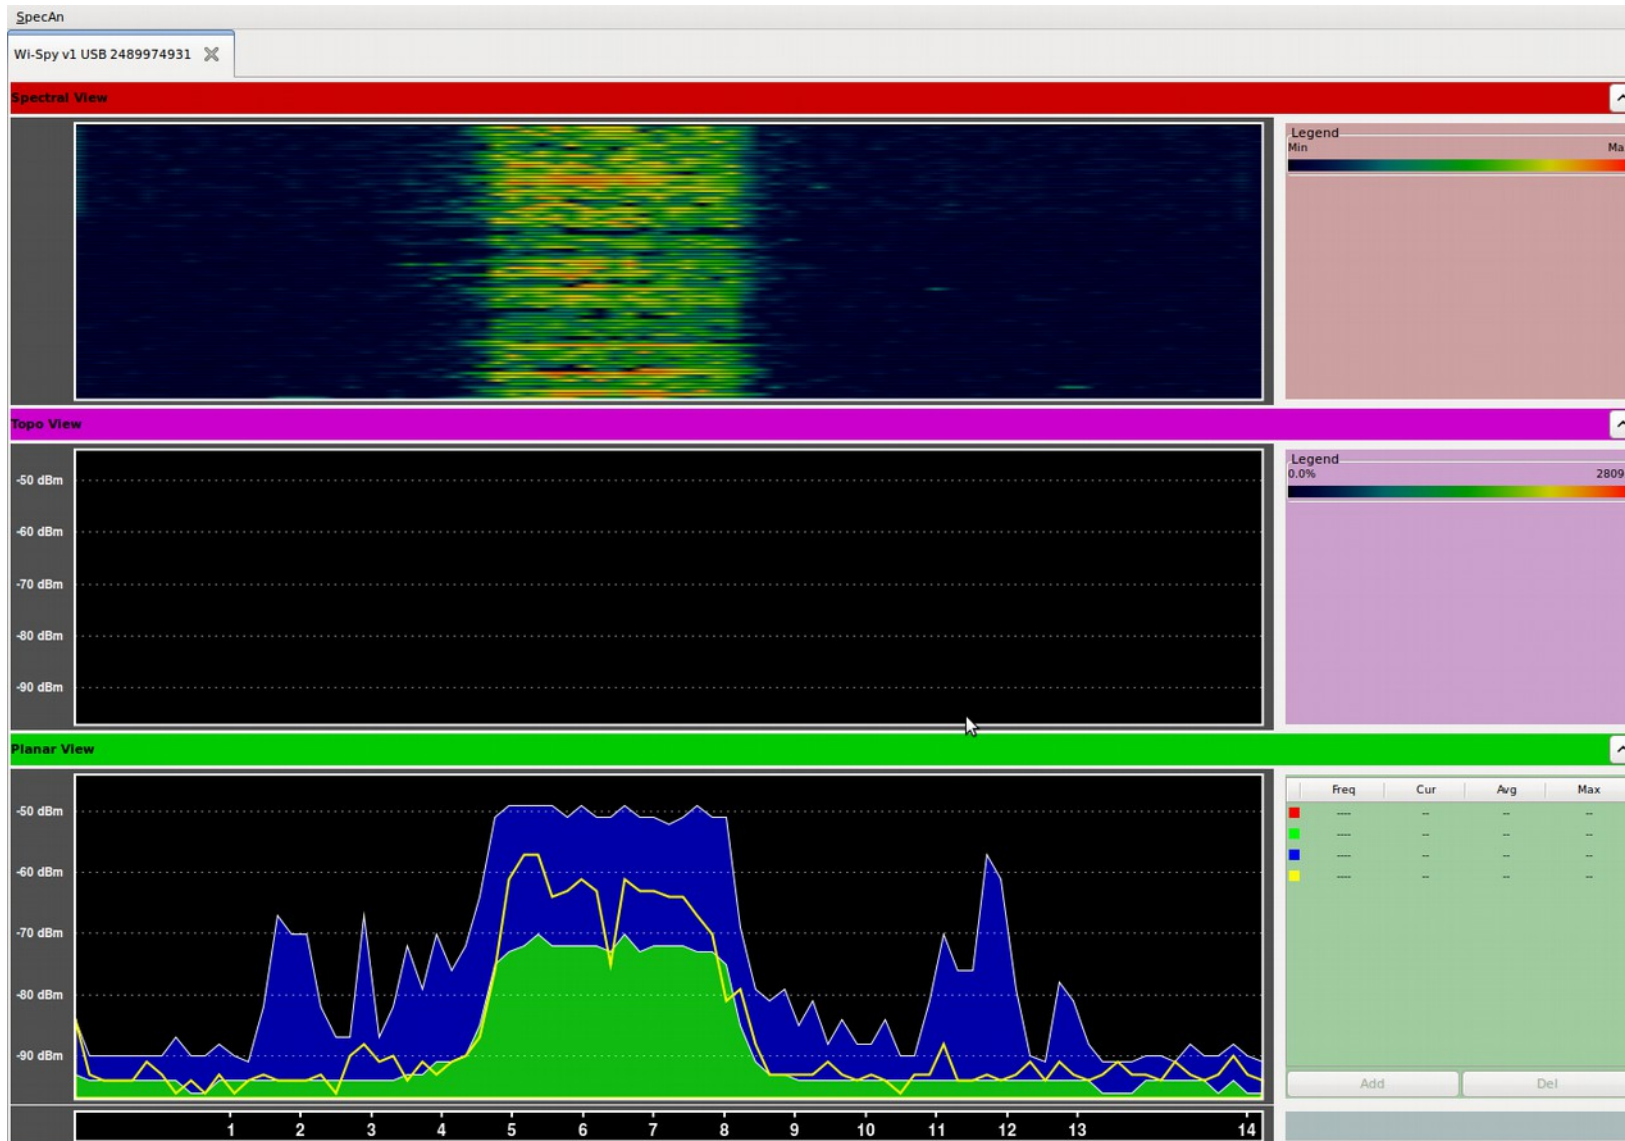 SpecAn
Wi-Spy v1 USB 2489974931
Spectral View
Legend
Min Ma
Topo View
-50 dBm
-60 dBm
-70 dBm
-80 dBm
-90 dBm
Legend
0.0% 2809
Planar View
-50 dBm
-60 dBm
-70 dBm
-80 dBm
-90 dBm
Freq Cur Avg Max
---- -- -- --
---- -- -- --
---- -- -- --
---- -- -- --
Add Del
1 2 3 4 5 6 7 8 9 10 11 12 13 14